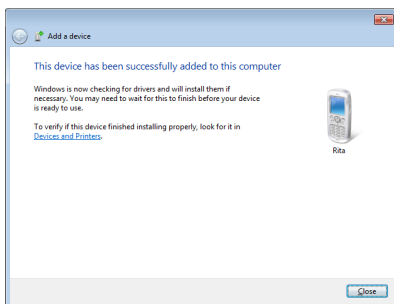 Add a device
This device has been successfully added to this computer
Windows is now checking for drivers and will install them if
necessary. You may need to wait for this to finish before your device
is ready to use.
To verify if this device finished installing properly, look for it in
Devices and Printers.
Rita
Close